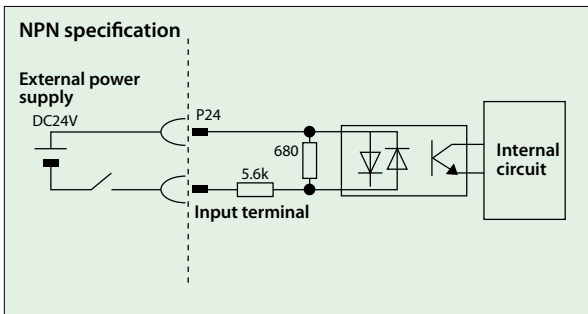 NPN specification
External power
supply
DC24V
P24
680
5.6k
Input terminal
Internal
circuit